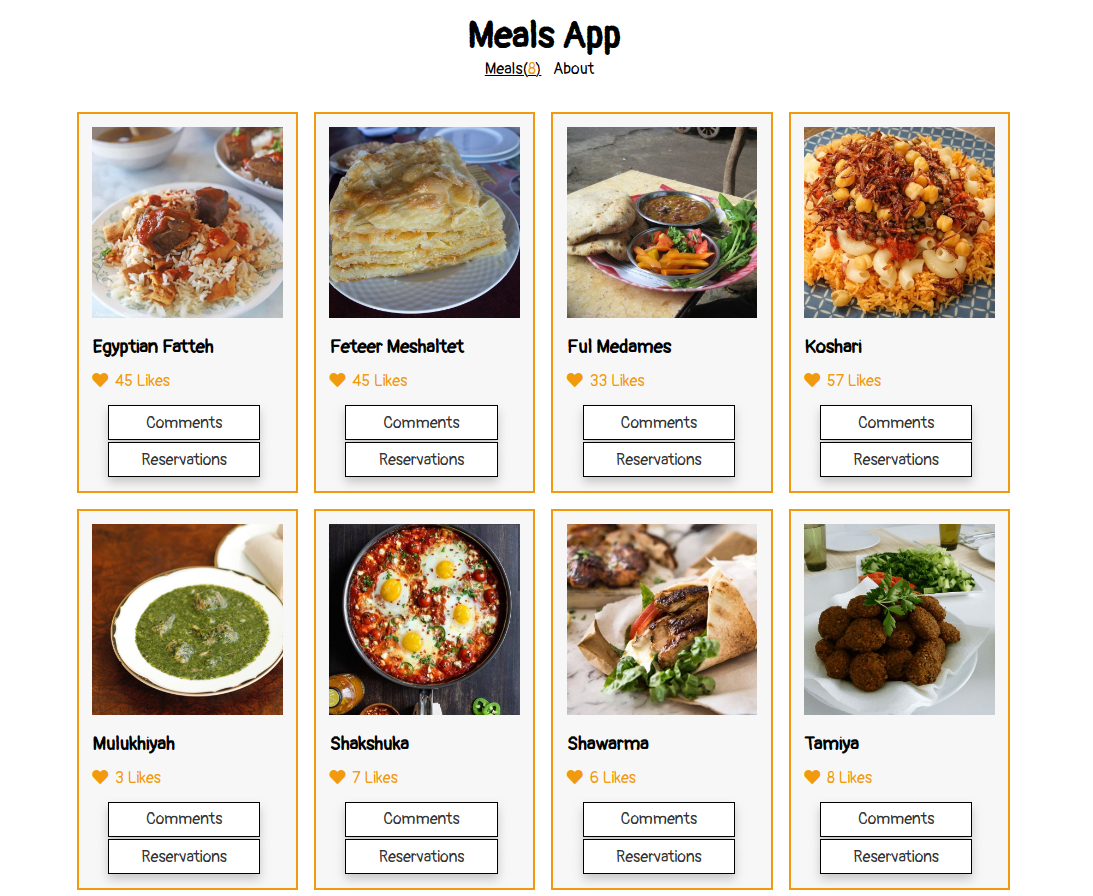 Meals App
Meals(8) About
Egyptian Fatteh
45 Likes
Comments
Reservations
Feteer Meshaltet
45 Likes
Comments
Reservations
Ful Medames
33 Likes
Comments
Reservations
Koshari
57 Likes
Comments
Reservations
Mulukhiyah
3 Likes
Comments
Reservations
Shakshuka
7 Likes
Comments
Reservations
Shawarma
6 Likes
Comments
Reservations
Tamiya
8 Likes
Comments
Reservations